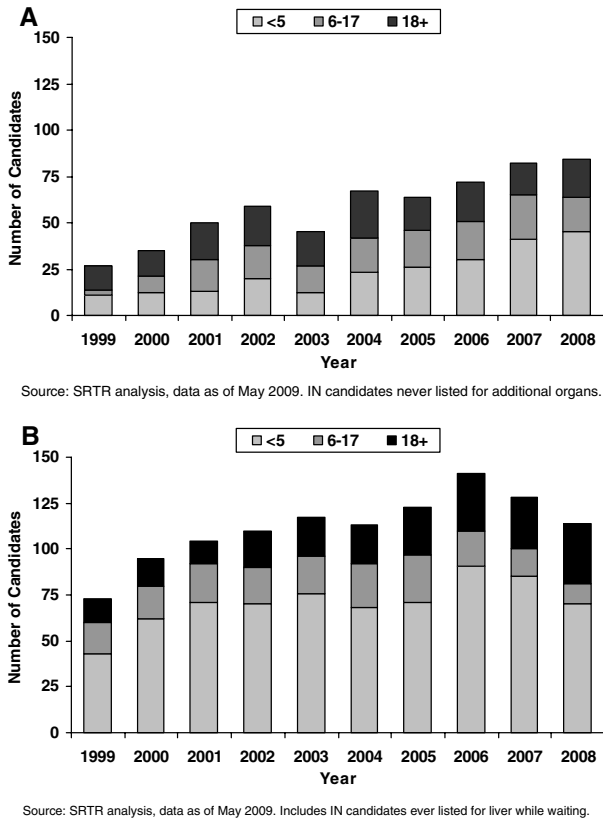 A
<5 6-17 18+
Number of Candidates
150
125
100
75
50
25
0
1999 2000 2001 2002 2003 2004 2005 2006 2007 2008
Year
Source: SRTR analysis, data as of May 2009. IN candidates never listed for additional organs.
B
<5 6-17 18+
Number of Candidates
150
125
100
75
50
25
0
1999 2000 2001 2002 2003 2004 2005 2006 2007 2008
Year
Source: SRTR analysis, data as of May 2009. Includes IN candidates ever listed for liver while waiting.